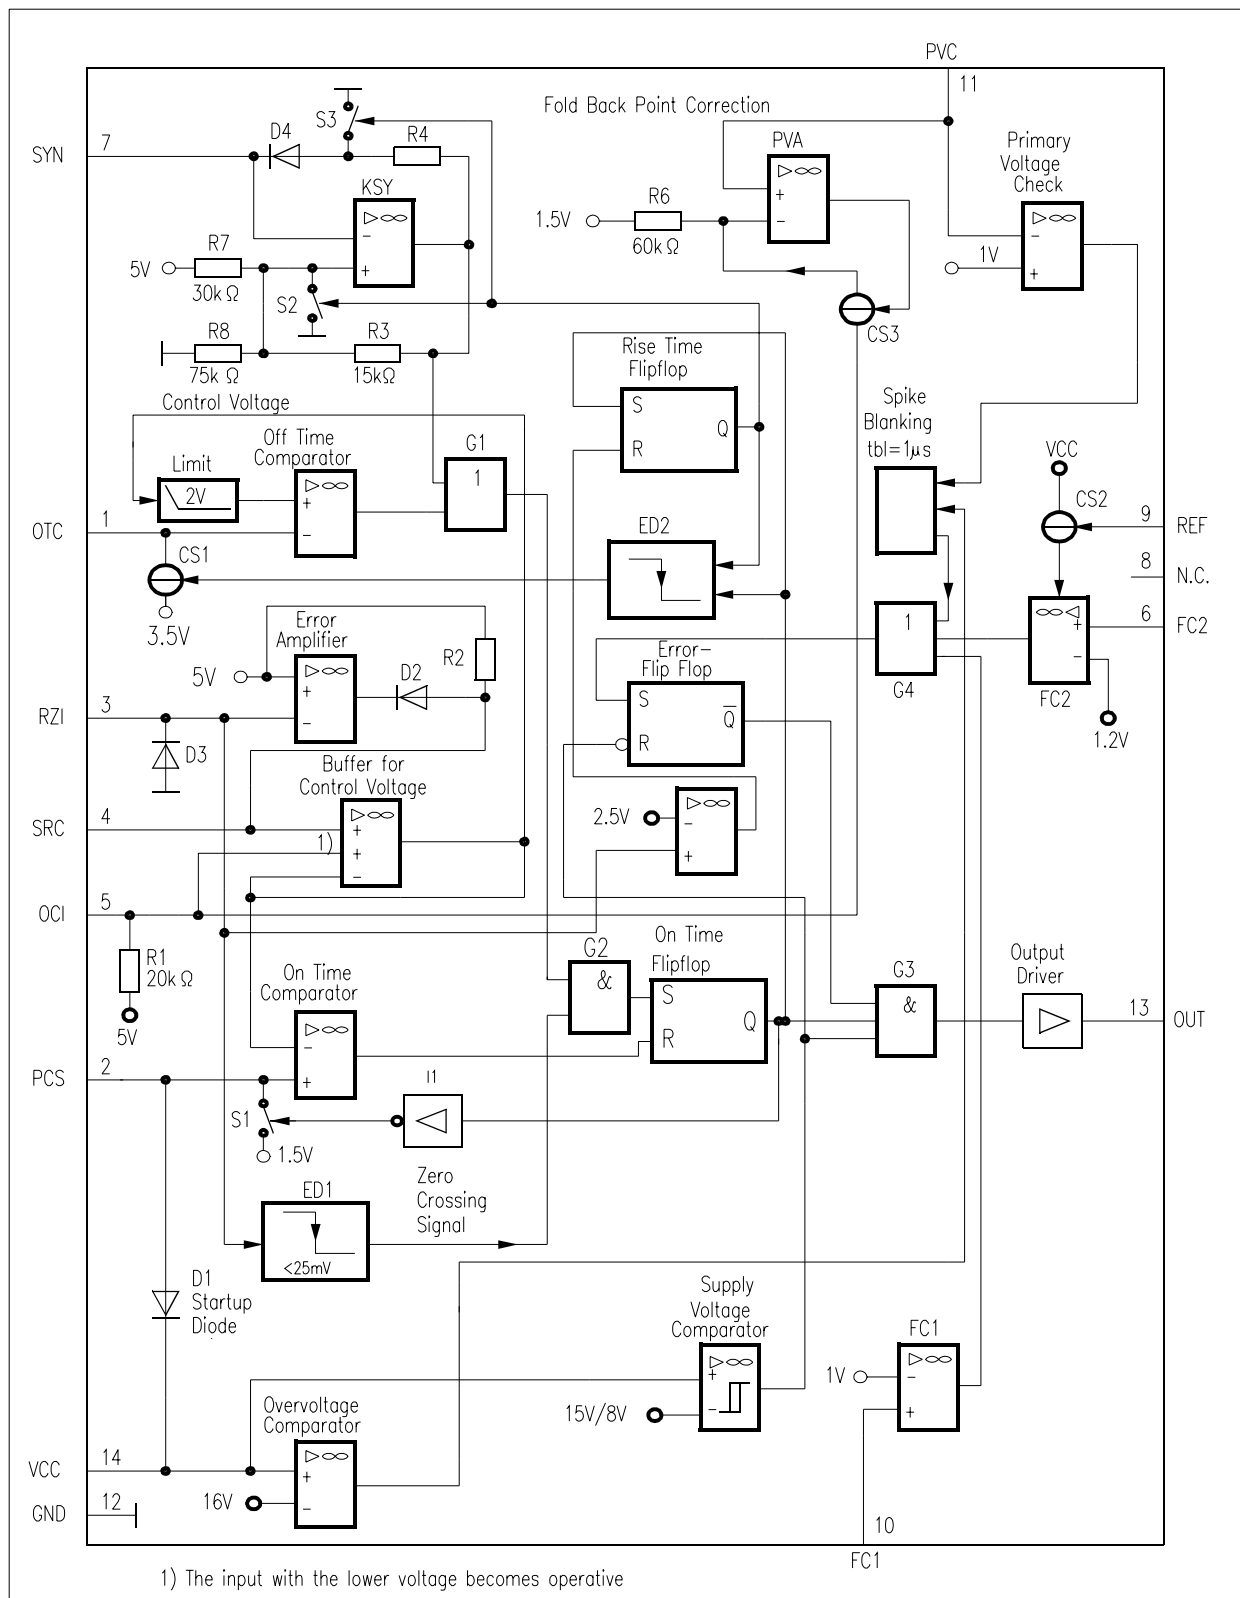 PVC
11
Fold Back Point Correction
S3
7
D4
R4
PVA
Primary
Voltage
Check
SYN
KSY
▷∞
▷∞
+
-
▷∞
-
+
R6
1.5V
60kΩ
1V
R7
5V
30kΩ
-
+
S2
CS3
R8
75kΩ
R3
15kΩ
Rise Time
Flipflop
S
R
Q
Spike
Blanking
tbl=1µs
Control Voltage
Off Time
Comparator
G1
1
VCC
Limit
2V
▷∞
+
-
CS2
OTC
1
CS1
ED2
9
REF
8
N.C.
3.5V
Error
Amplifier
R2
Error-
Flip Flop
1
G4
∞◁
+
-
FC2
6
FC2
5V
▷∞
+
-
D2
S
R
Q
RZI
3
1.2V
D3
Buffer for
Control Voltage
SRC
4
▷∞
+
1)
+
-
2.5V
▷∞
-
+
OCI
5
R1
20kΩ
5V
On Time
Comparator
G2
&
On Time
Flipflop
S
R
Q
G3
&
Output
Driver
▷
13
OUT
▷∞
-
+
PCS
2
S1
1.5V
I1
◁
Zero
Crossing
Signal
ED1
<25mV
D1
Startup
Diode
Supply
Voltage
Comparator
FC1
▷∞
+
-
15V/8V
1V
▷∞
-
+
Overvoltage
Comparator
VCC
14
▷∞
+
-
16V
GND
12
10
FC1
1) The input with the lower voltage becomes operative